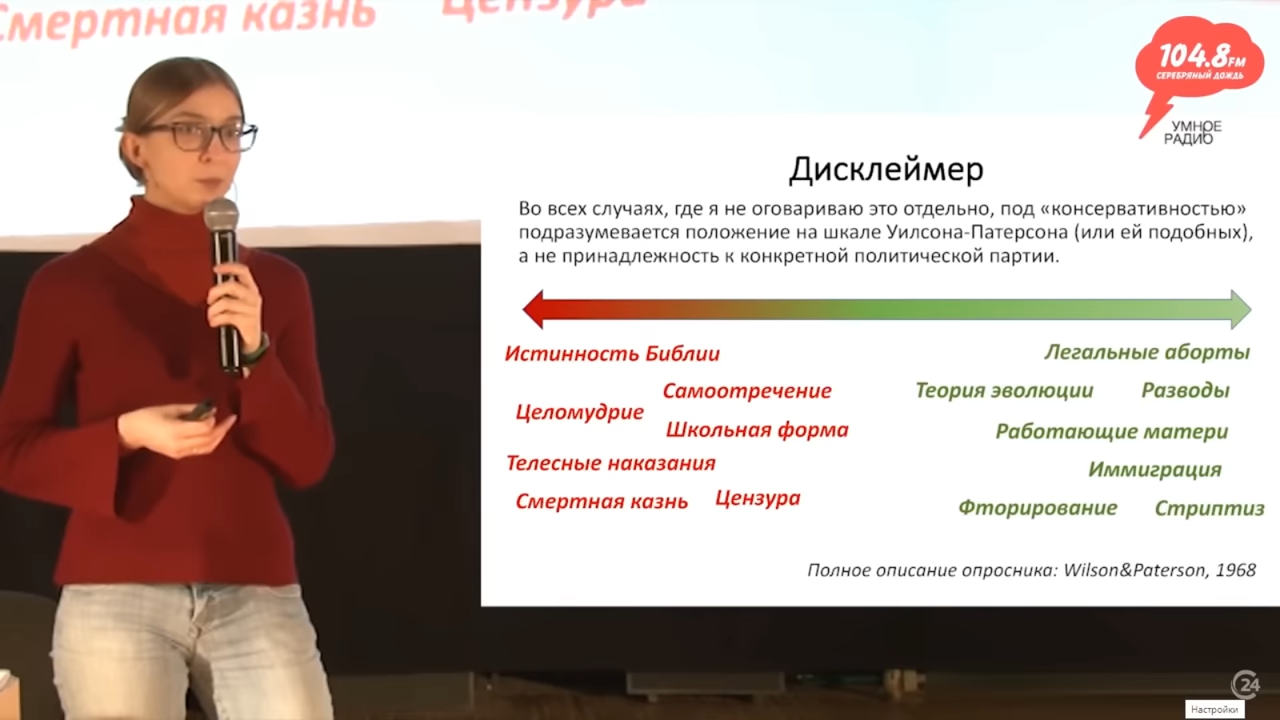 Смертная казнь Цензура
104.8FM
СЕРЕБРЯНЫЙ ДОЖДЬ
УМНОЕ
РАДИО
Дисклеймер
Во всех случаях, где я не оговариваю это отдельно, под «консервативностью»
подразумевается положение на шкале Уилсона-Патерсона (или ей подобных),
а не принадлежность к конкретной политической партии.
Истинность Библии
Легальные аборты
Самоотречение
Теория эволюции Разводы
Целомудрие
Школьная форма
Работающие матери
Телесные наказания
Иммиграция
Смертная казнь Цензура
Фторирование Стриптиз
Полное описание опросника: Wilson&Paterson, 1968
24
Настройки